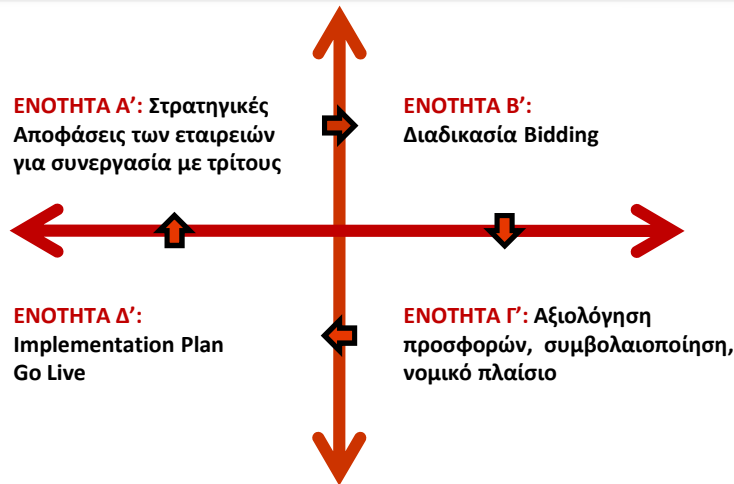 ΕΝΟΤΗΤΑ Α’: Στρατηγικές
Αποφάσεις των εταιρειών
για συνεργασία με τρίτους
ΕΝΟΤΗΤΑ Β’:
Διαδικασία Bidding
ΕΝΟΤΗΤΑ Δ’:
Implementation Plan
Go Live
ΕΝΟΤΗΤΑ Γ’: Αξιολόγηση
προσφορών, συμβολαιοποίηση,
νομικό πλαίσιο